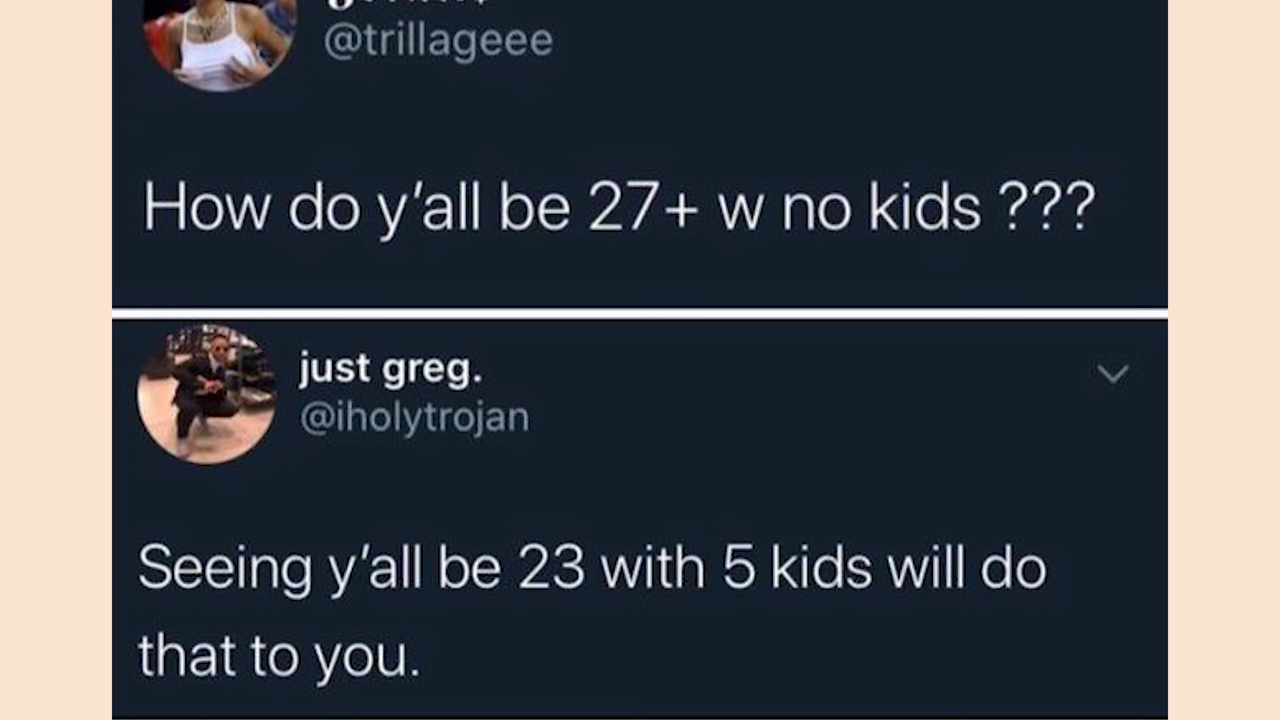 @trillageee
How do y'all be 27+ w no kids ???
just greg.
@iholytrojan
Seeing y'all be 23 with 5 kids will do
that to you.